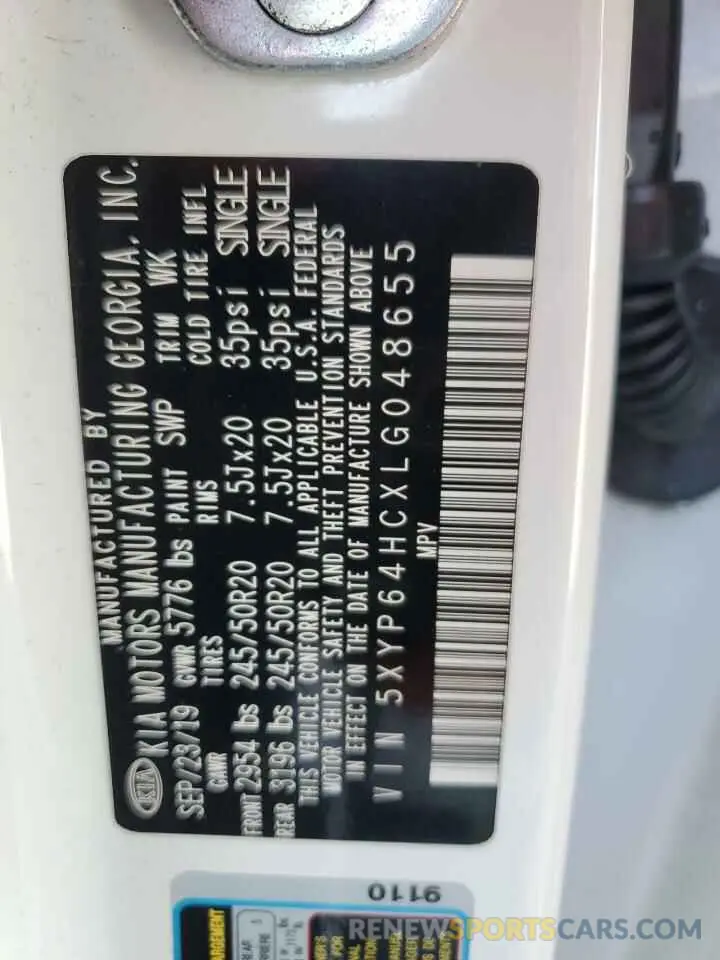 MANUFACTURED BY
KIA KIA MOTORS MANUFACTURING GEORGIA, INC.
SEP/23/19 GVWR 5776 lbs PAINT SWP TRIM WK
GAWR TIRES RIMS COLD TIRE INFL
FRONT 2954 lbs 245/50R20 7.5Jx20 35psi SINGLE
REAR 3196 lbs 245/50R20 7.5Jx20 35psi SINGLE
THIS VEHICLE CONFORMS TO ALL APPLICABLE U.S.A. FEDERAL
MOTOR VEHICLE SAFETY AND THEFT PREVENTION STANDARDS
IN EFFECT ON THE DATE OF MANUFACTURE SHOWN ABOVE
VIN 5XYP64HCXLG048655
MPV
9110
RENEWSPORTSCARS.COM